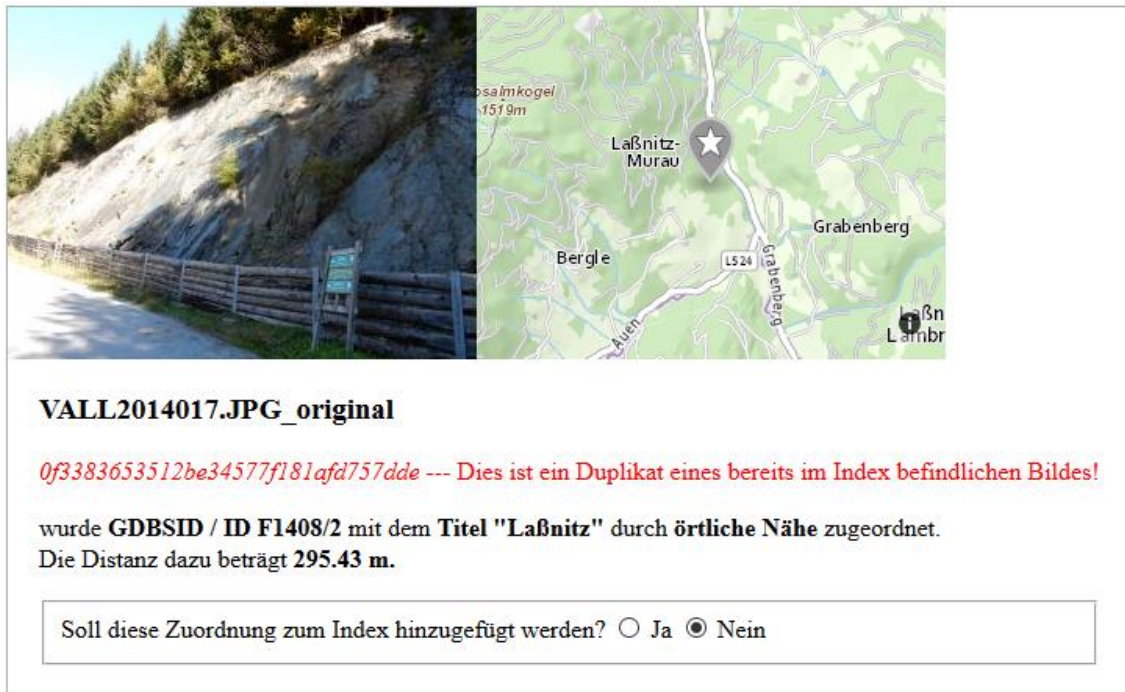 osalmkogel
1519m
Laßnitz-
Murau
Grabenberg
Bergle
L524
Grabenberg
Auen
Laßn
Lambr
VALL2014017.JPG_original
0f3383653512be34577f181afd757dde --- Dies ist ein Duplikat eines bereits im Index befindlichen Bildes!
wurde GDBSID / ID F1408/2 mit dem Titel "Laßnitz" durch örtliche Nähe zugeordnet.
Die Distanz dazu beträgt 295.43 m.
Soll diese Zuordnung zum Index hinzugefügt werden? Ja Nein